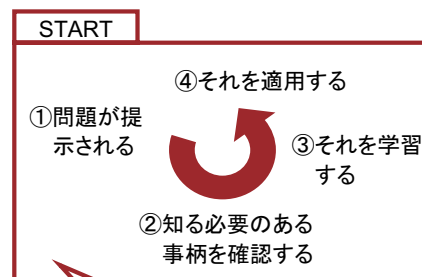 START
④それを適用する
①問題が提
示される
③それを学習
する
②知る必要のある
事柄を確認する